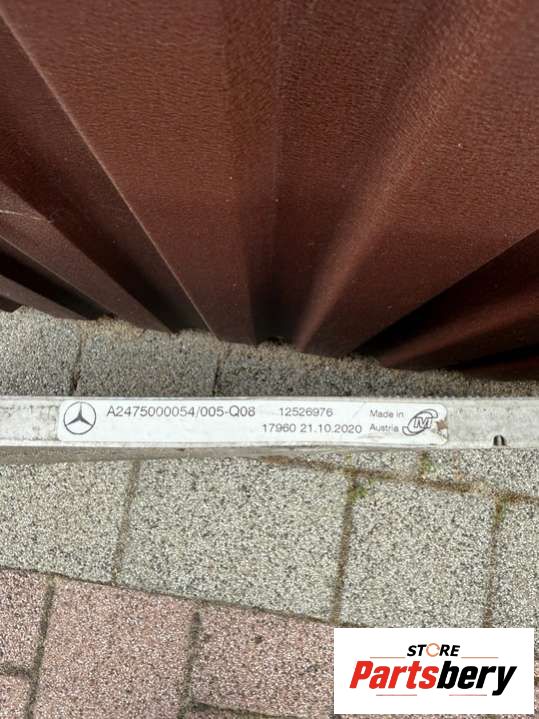 A2475000054/005-Q08 12526976 Made in
17960 21.10.2020 Austria
STORE
Partsbery